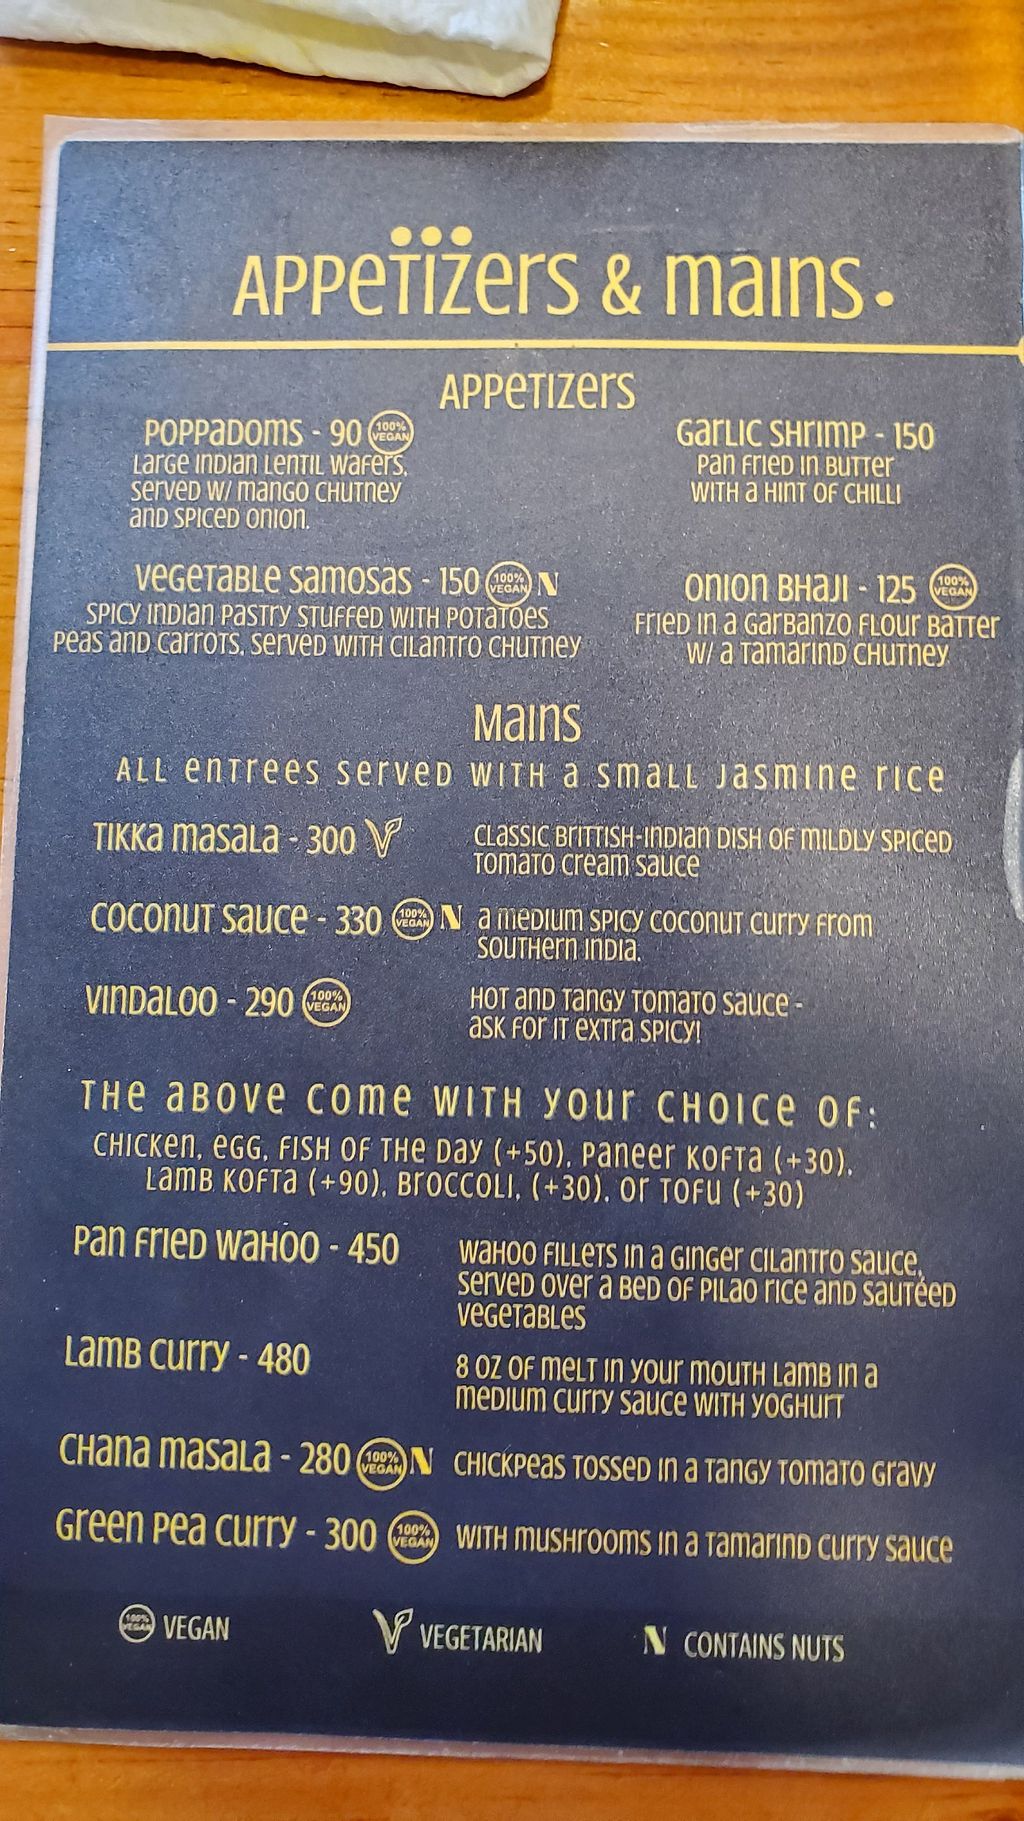 APPETIZERS & MAINS
APPETIZERS
POPPADOMS - 90 100% VEGAN
LARGE INDIAN LENTIL WAFERS,
SERVED W/ MANGO CHUTNEY
AND SPICED ONION.
GARLIC SHRIMP - 150
PAN FRIED IN BUTTER
WITH A HINT OF CHILLI
VEGETABLE SAMOSAS - 150 100% VEGAN N
SPICY INDIAN PASTRY STUFFED WITH POTATOES
PEAS AND CARROTS, SERVED WITH CILANTRO CHUTNEY
ONION BHAJI - 125 100% VEGAN
FRIED IN A GARBANZO FLOUR BATTER
W/ A TAMARIND CHUTNEY
MAINS
ALL ENTREES SERVED WITH A SMALL JASMINE RICE
TIKKA MASALA - 300 V
CLASSIC BRITTISH-INDIAN DISH OF MILDLY SPICED
TOMATO CREAM SAUCE
COCONUT SAUCE - 330 100% VEGAN N
A MEDIUM SPICY COCONUT CURRY FROM
SOUTHERN INDIA.
VINDALOO - 290 100% VEGAN
HOT AND TANGY TOMATO SAUCE -
ASK FOR IT EXTRA SPICY!
THE ABOVE COME WITH YOUR CHOICE OF:
CHICKEN, EGG, FISH OF THE DAY (+50), PANEER KOFTA (+30),
LAMB KOFTA (+90), BROCCOLI, (+30), OR TOFU (+30)
PAN FRIED WAHOO - 450
WAHOO FILLETS IN A GINGER CILANTRO SAUCE,
SERVED OVER A BED OF PILAO RICE AND SAUTÉED
VEGETABLES
LAMB CURRY - 480
8 OZ OF MELT IN YOUR MOUTH LAMB IN A
MEDIUM CURRY SAUCE WITH YOGHURT
CHANA MASALA - 280 100% VEGAN N
CHICKPEAS TOSSED IN A TANGY TOMATO GRAVY
GREEN PEA CURRY - 300 100% VEGAN
WITH MUSHROOMS IN A TAMARIND CURRY SAUCE
100% VEGAN VEGAN
V VEGETARIAN
N CONTAINS NUTS